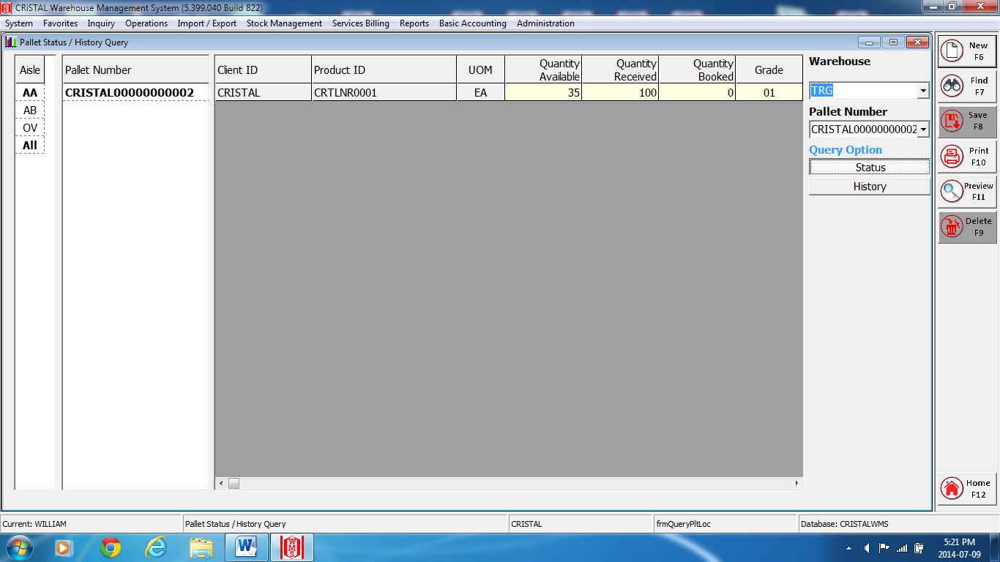 CRiSTAL Warehouse Management System (5.399.040 Build 822)
System Favorites Inquiry Operations Import / Export Stock Management Services Billing Reports Basic Accounting Administration
Pallet Status / History Query
Aisle
AA
AB
OV
All
Pallet Number
CRISTAL00000000002
Client ID Product ID UOM Quantity Available Quantity Received Quantity Booked Grade
CRISTAL CRTLNR0001 EA 35 100 0 01
Warehouse
TRG
Pallet Number
CRISTAL00000000002
Query Option
Status
History
New
F6
Find
F7
Save
F8
Print
F10
Preview
F11
Delete
F9
Home
F12
Current: WILLIAM Pallet Status / History Query CRISTAL frmQueryPltLoc Database: CRISTALWMS
WMS
5:21 PM
2014-07-09